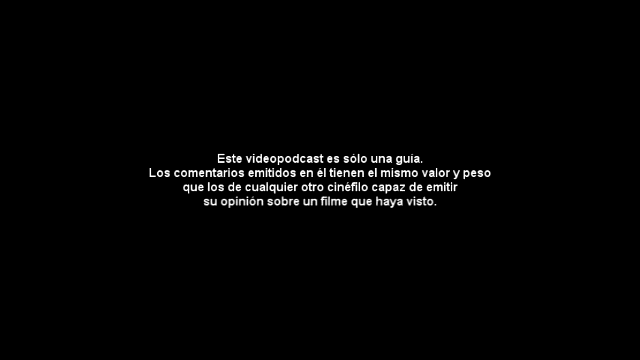 Este videopodcast es sólo una guía.
Los comentarios emitidos en él tienen el mismo valor y peso
que los de cualquier otro cinéfilo capaz de emitir
su opinión sobre un filme que haya visto.